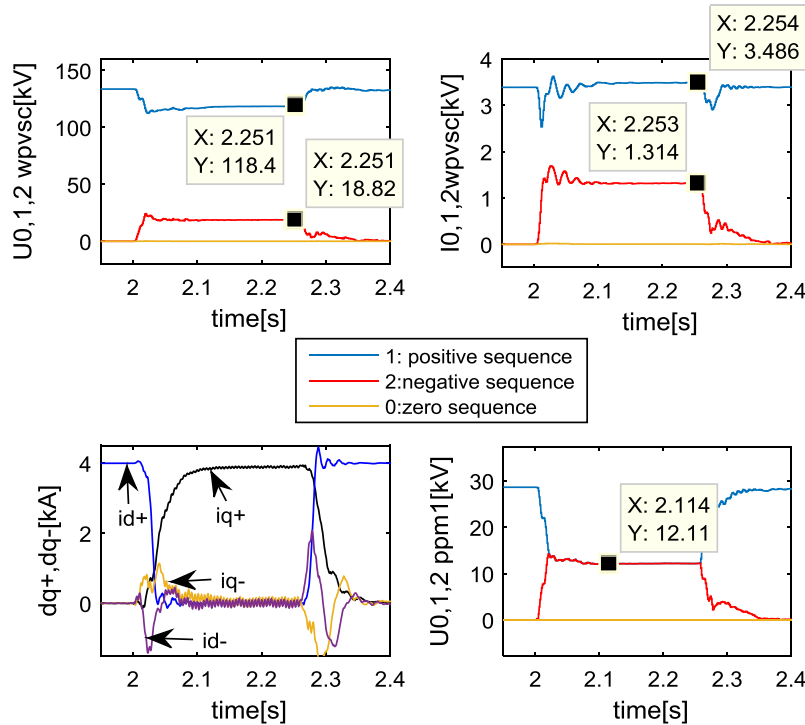 X: 2.254
Y: 3.486
150
100
50
0
U0,1,2 wpvsc[kV]
X: 2.251
Y: 118.4
X: 2.251
Y: 18.82
2
2.1
2.2
2.3
2.4
time[s]
4
3
2
1
0
I0,1,2wpvsc[kV]
X: 2.253
Y: 1.314
2
2.1
2.2
2.3
2.4
time[s]
1: positive sequence
2:negative sequence
0:zero sequence
4
2
0
dq+,dq-[kA]
id+
iq+
iq-
id-
2
2.1
2.2
2.3
2.4
time[s]
30
20
10
0
U0,1,2 ppm1[kV]
X: 2.114
Y: 12.11
2
2.1
2.2
2.3
2.4
time[s]